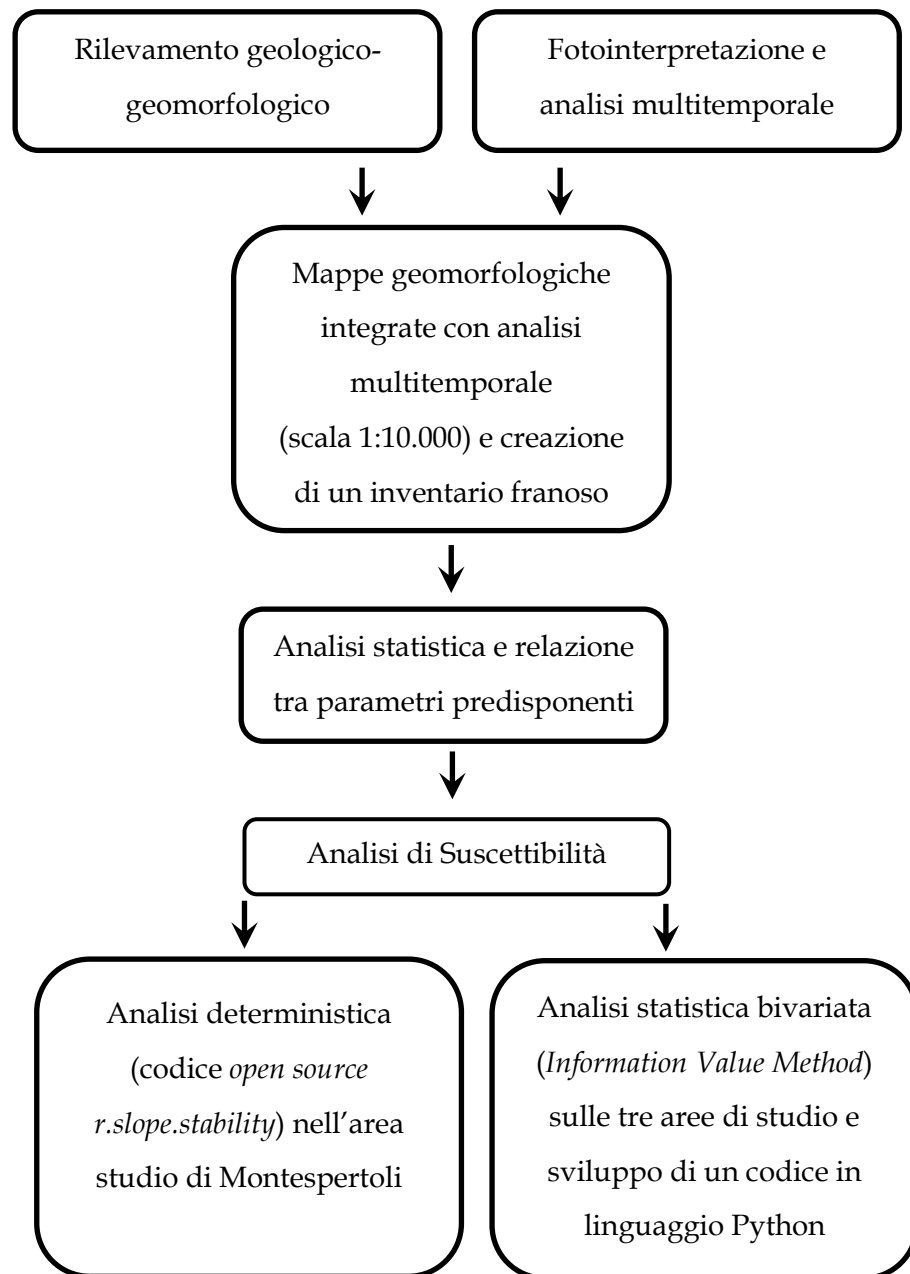 Rilevamento geologico-
geomorfologico
Fotointerpretazione e
analisi multitemporale
Mappe geomorfologiche
integrate con analisi
multitemporale
(scala 1:10.000) e creazione
di un inventario franoso
Analisi statistica e relazione
tra parametri predisponenti
Analisi di Suscettibilità
Analisi deterministica
(codice open source
r.slope.stability) nell’area
studio di Montespertoli
Analisi statistica bivariata
(Information Value Method)
sulle tre aree di studio e
sviluppo di un codice in
linguaggio Python